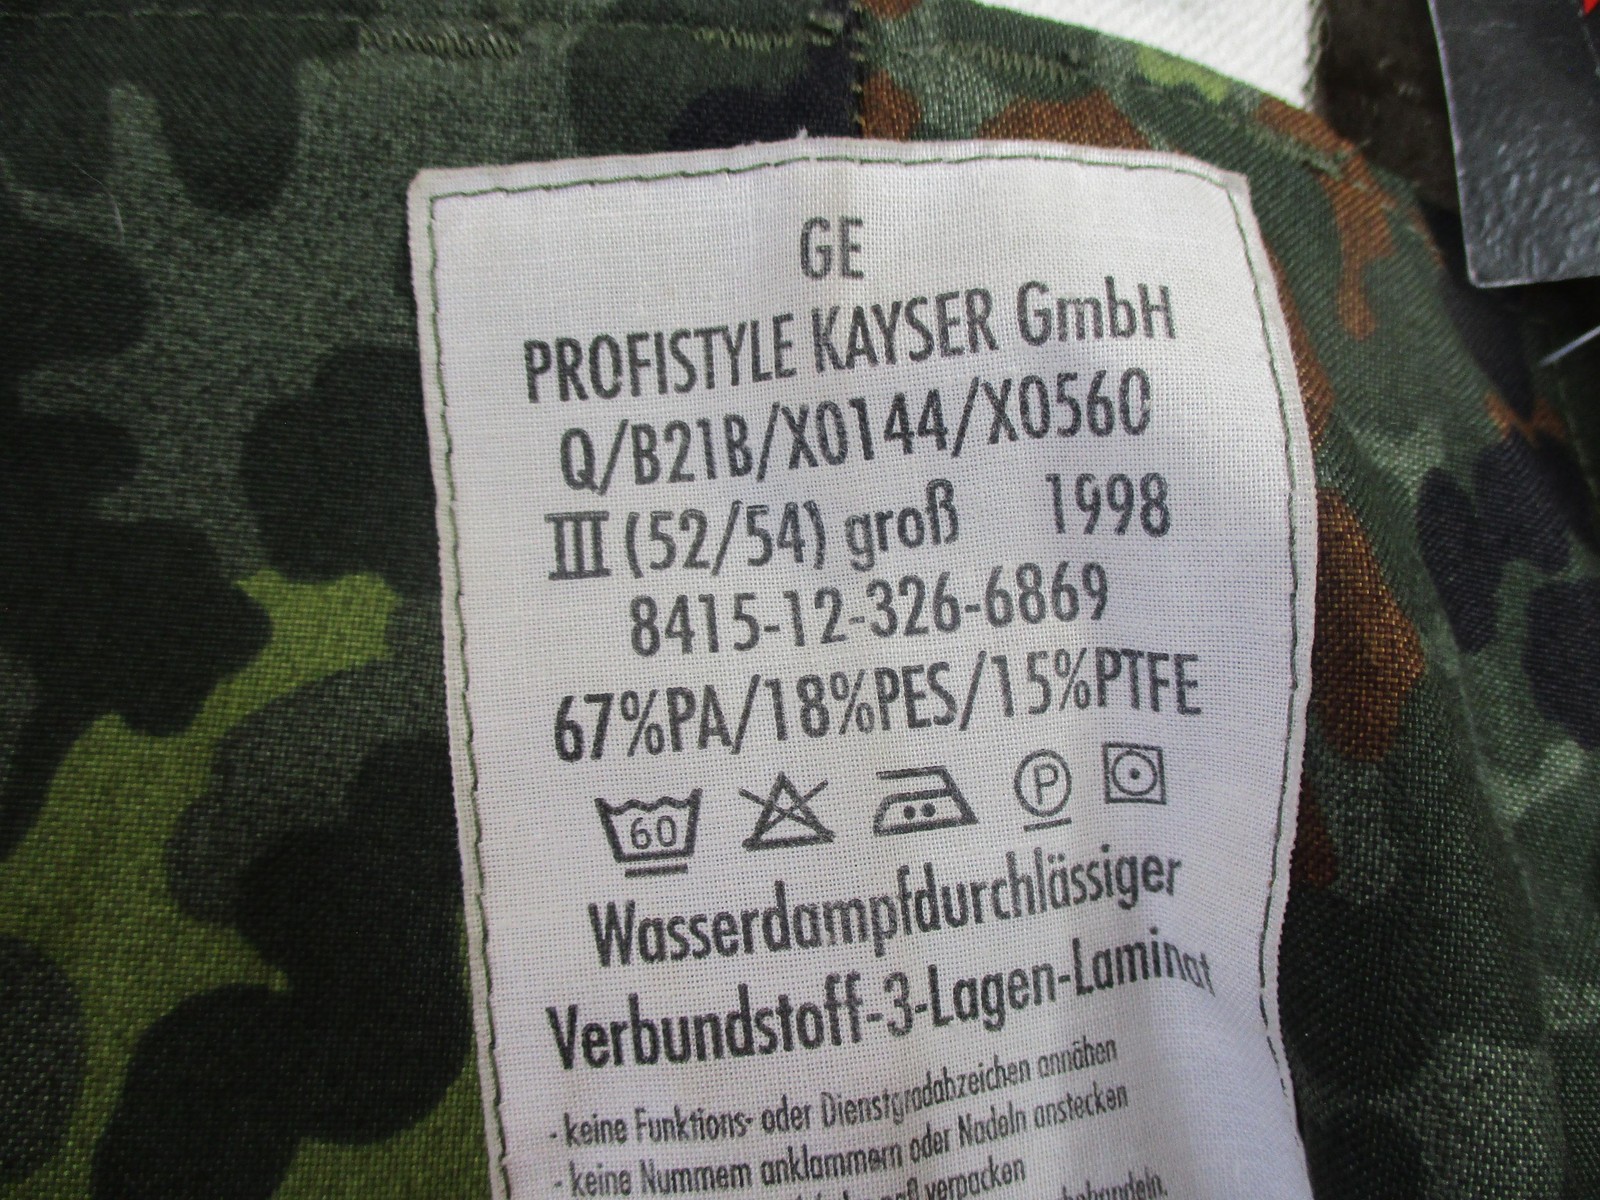 GE
PROFISTYLE KAYSER GmbH
Q/B21B/X0144/X0560
III (52/54) groß 1998
8415-12-326-6869
67%PA/18%PES/15%PTFE
60 P
Wasserdampfdurchlässiger
Verbundstoff-3-Lagen-Laminat
- keine Funktions- oder Dienstgradabzeichen annähen
- keine Nummern anklammern oder Nadeln anstecken
verpacken
behandeln.